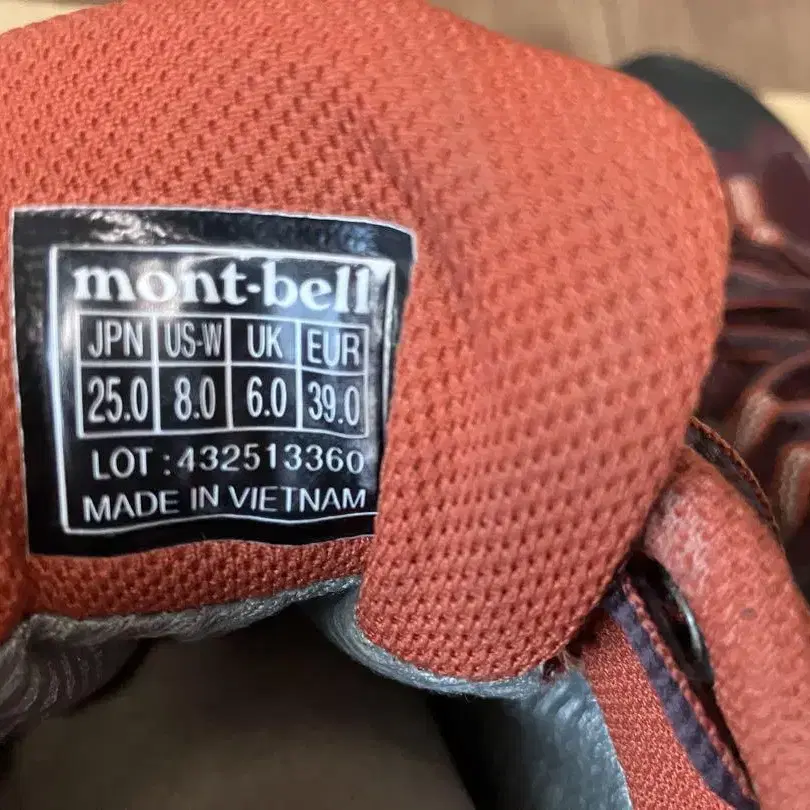 mont-bell
JPN US-W UK EUR
25.0 8.0 6.0 39.0
LOT : 432513360
MADE IN VIETNAM